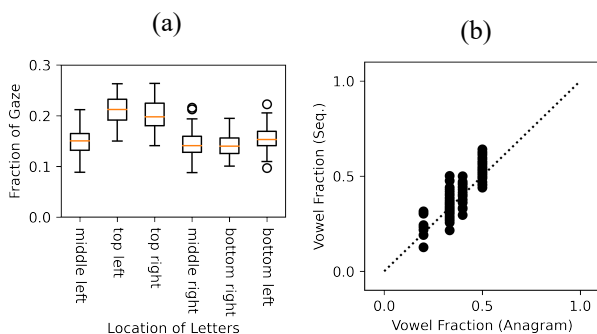 (a)
(b)
Fraction of Gaze
0.3
0.2
0.1
0.0
middle left
top left
top right
middle right
bottom right
bottom left
Location of Letters
Vowel Fraction (Seq.)
1.0
0.5
0.0
0.0 0.5 1.0
Vowel Fraction (Anagram)